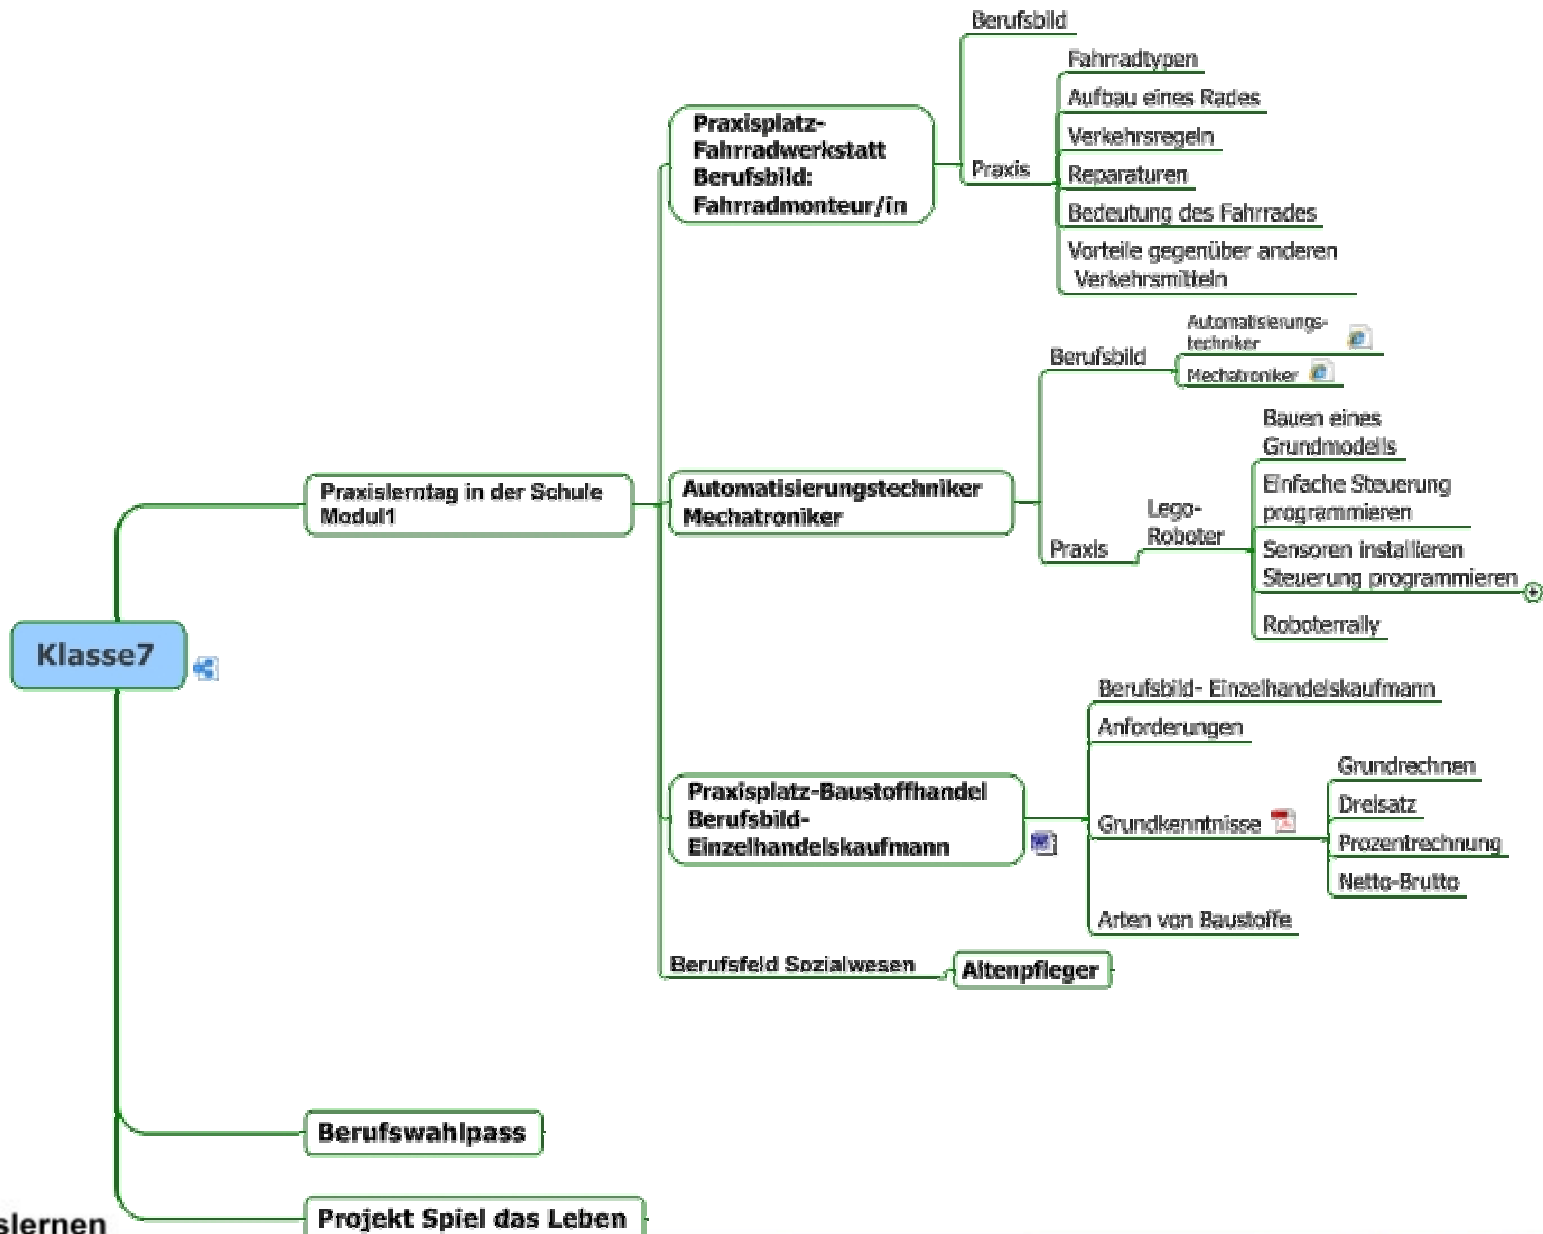 Klasse7
Praxislerntag in der Schule
Modul1
Praxisplatz-
Fahrradwerkstatt
Berufsbild:
Fahrradmonteur/in
Berufsbild
Praxis
Fahrradtypen
Aufbau eines Rades
Verkehrsregeln
Reparaturen
Bedeutung des Fahrrades
Vorteile gegenüber anderen
Verkehrsmitteln
Automatisierungstechniker
Mechatroniker
Berufsbild
Automatisierungs-
techniker
Mechatroniker
Praxis
Lego-
Roboter
Bauen eines
Grundmodells
Einfache Steuerung
programmieren
Sensoren installieren
Steuerung programmieren
Roboterrally
Praxisplatz-Baustoffhandel
Berufsbild-
Einzelhandelskaufmann
Berufsbild- Einzelhandelskaufmann
Anforderungen
Grundkenntnisse
Grundrechnen
Dreisatz
Prozentrechnung
Netto-Brutto
Arten von Baustoffe
Berufsfeld Sozialwesen
Altenpfleger
Berufswahlpass
Projekt Spiel das Leben
slernen